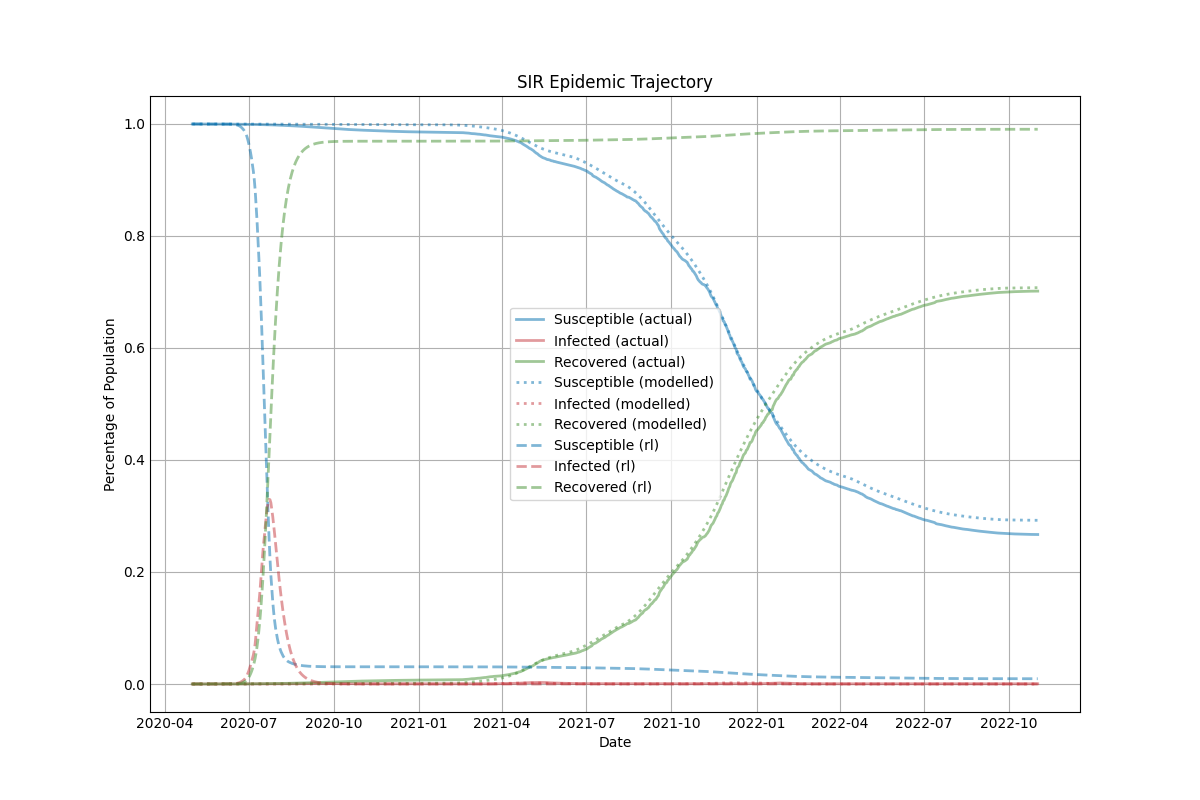 SIR Epidemic Trajectory
Percentage of Population
1.0
0.8
0.6
0.4
0.2
0.0
Susceptible (actual)
Infected (actual)
Recovered (actual)
Susceptible (modelled)
Infected (modelled)
Recovered (modelled)
Susceptible (rl)
Infected (rl)
Recovered (rl)
2020-04 2020-07 2020-10 2021-01 2021-04 2021-07 2021-10 2022-01 2022-04 2022-07 2022-10
Date